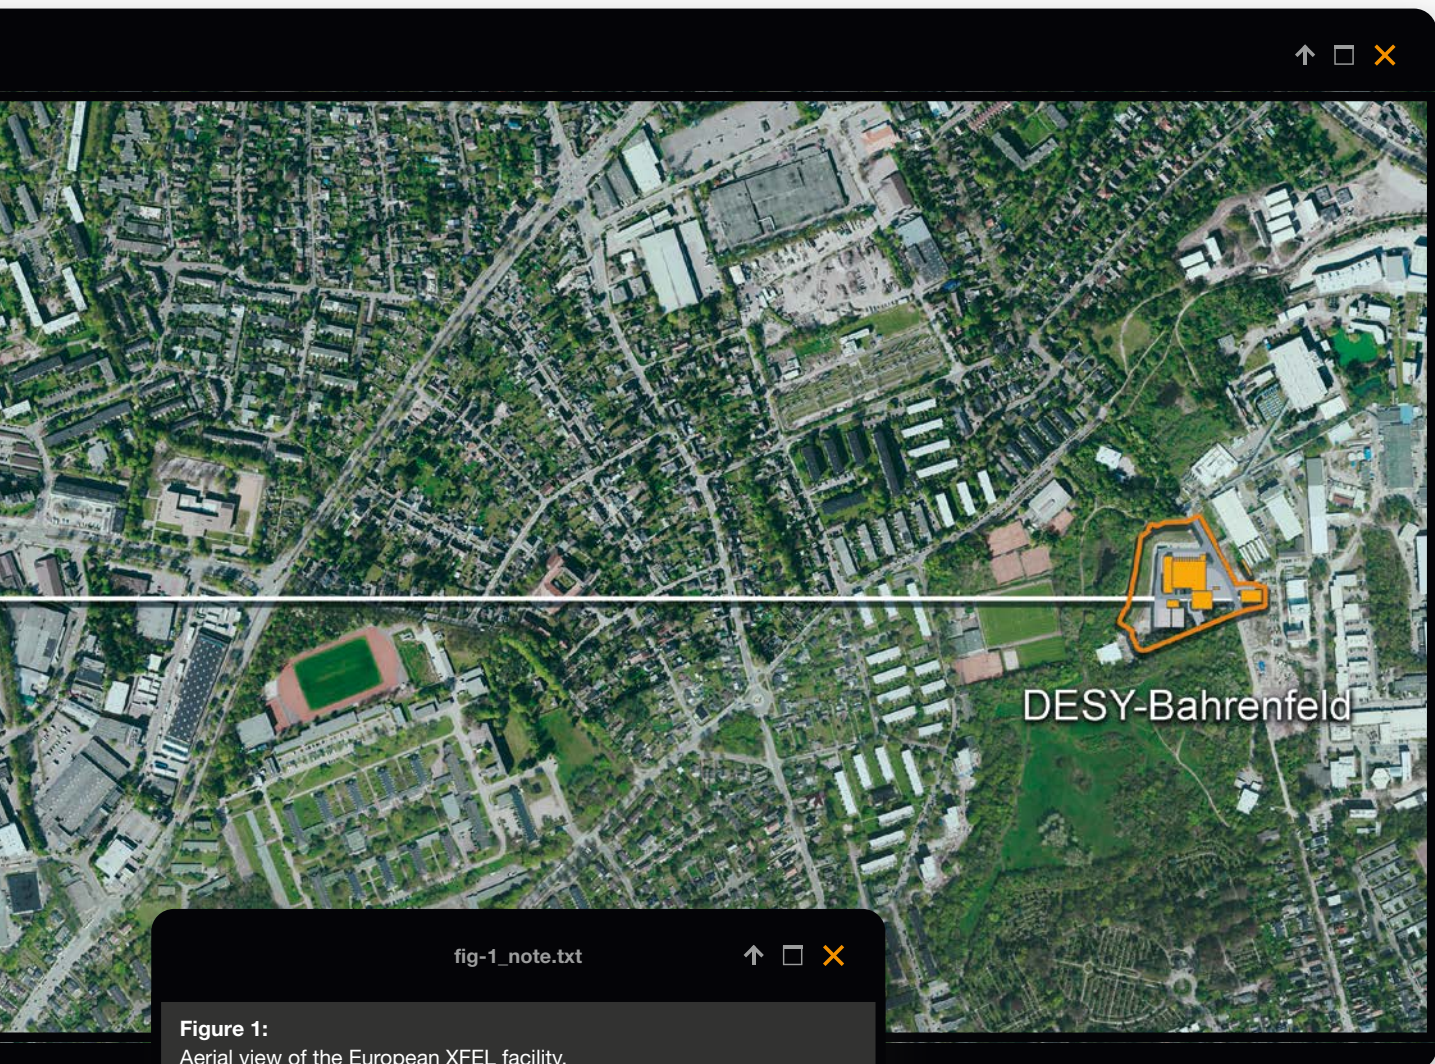 DESY-Bahrenfeld
fig-1_note.txt
Figure 1:
Aerial view of the European XFEL facility.